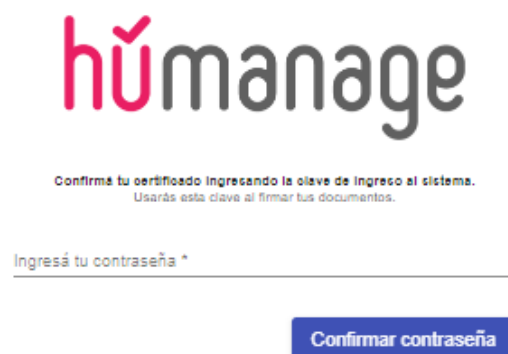 hŭmanage
Confirmá tu certificado ingresando la clave de ingreso al sistema.
Usarás esta clave al firmar tus documentos.
Ingresá tu contraseña *
Confirmar contraseña